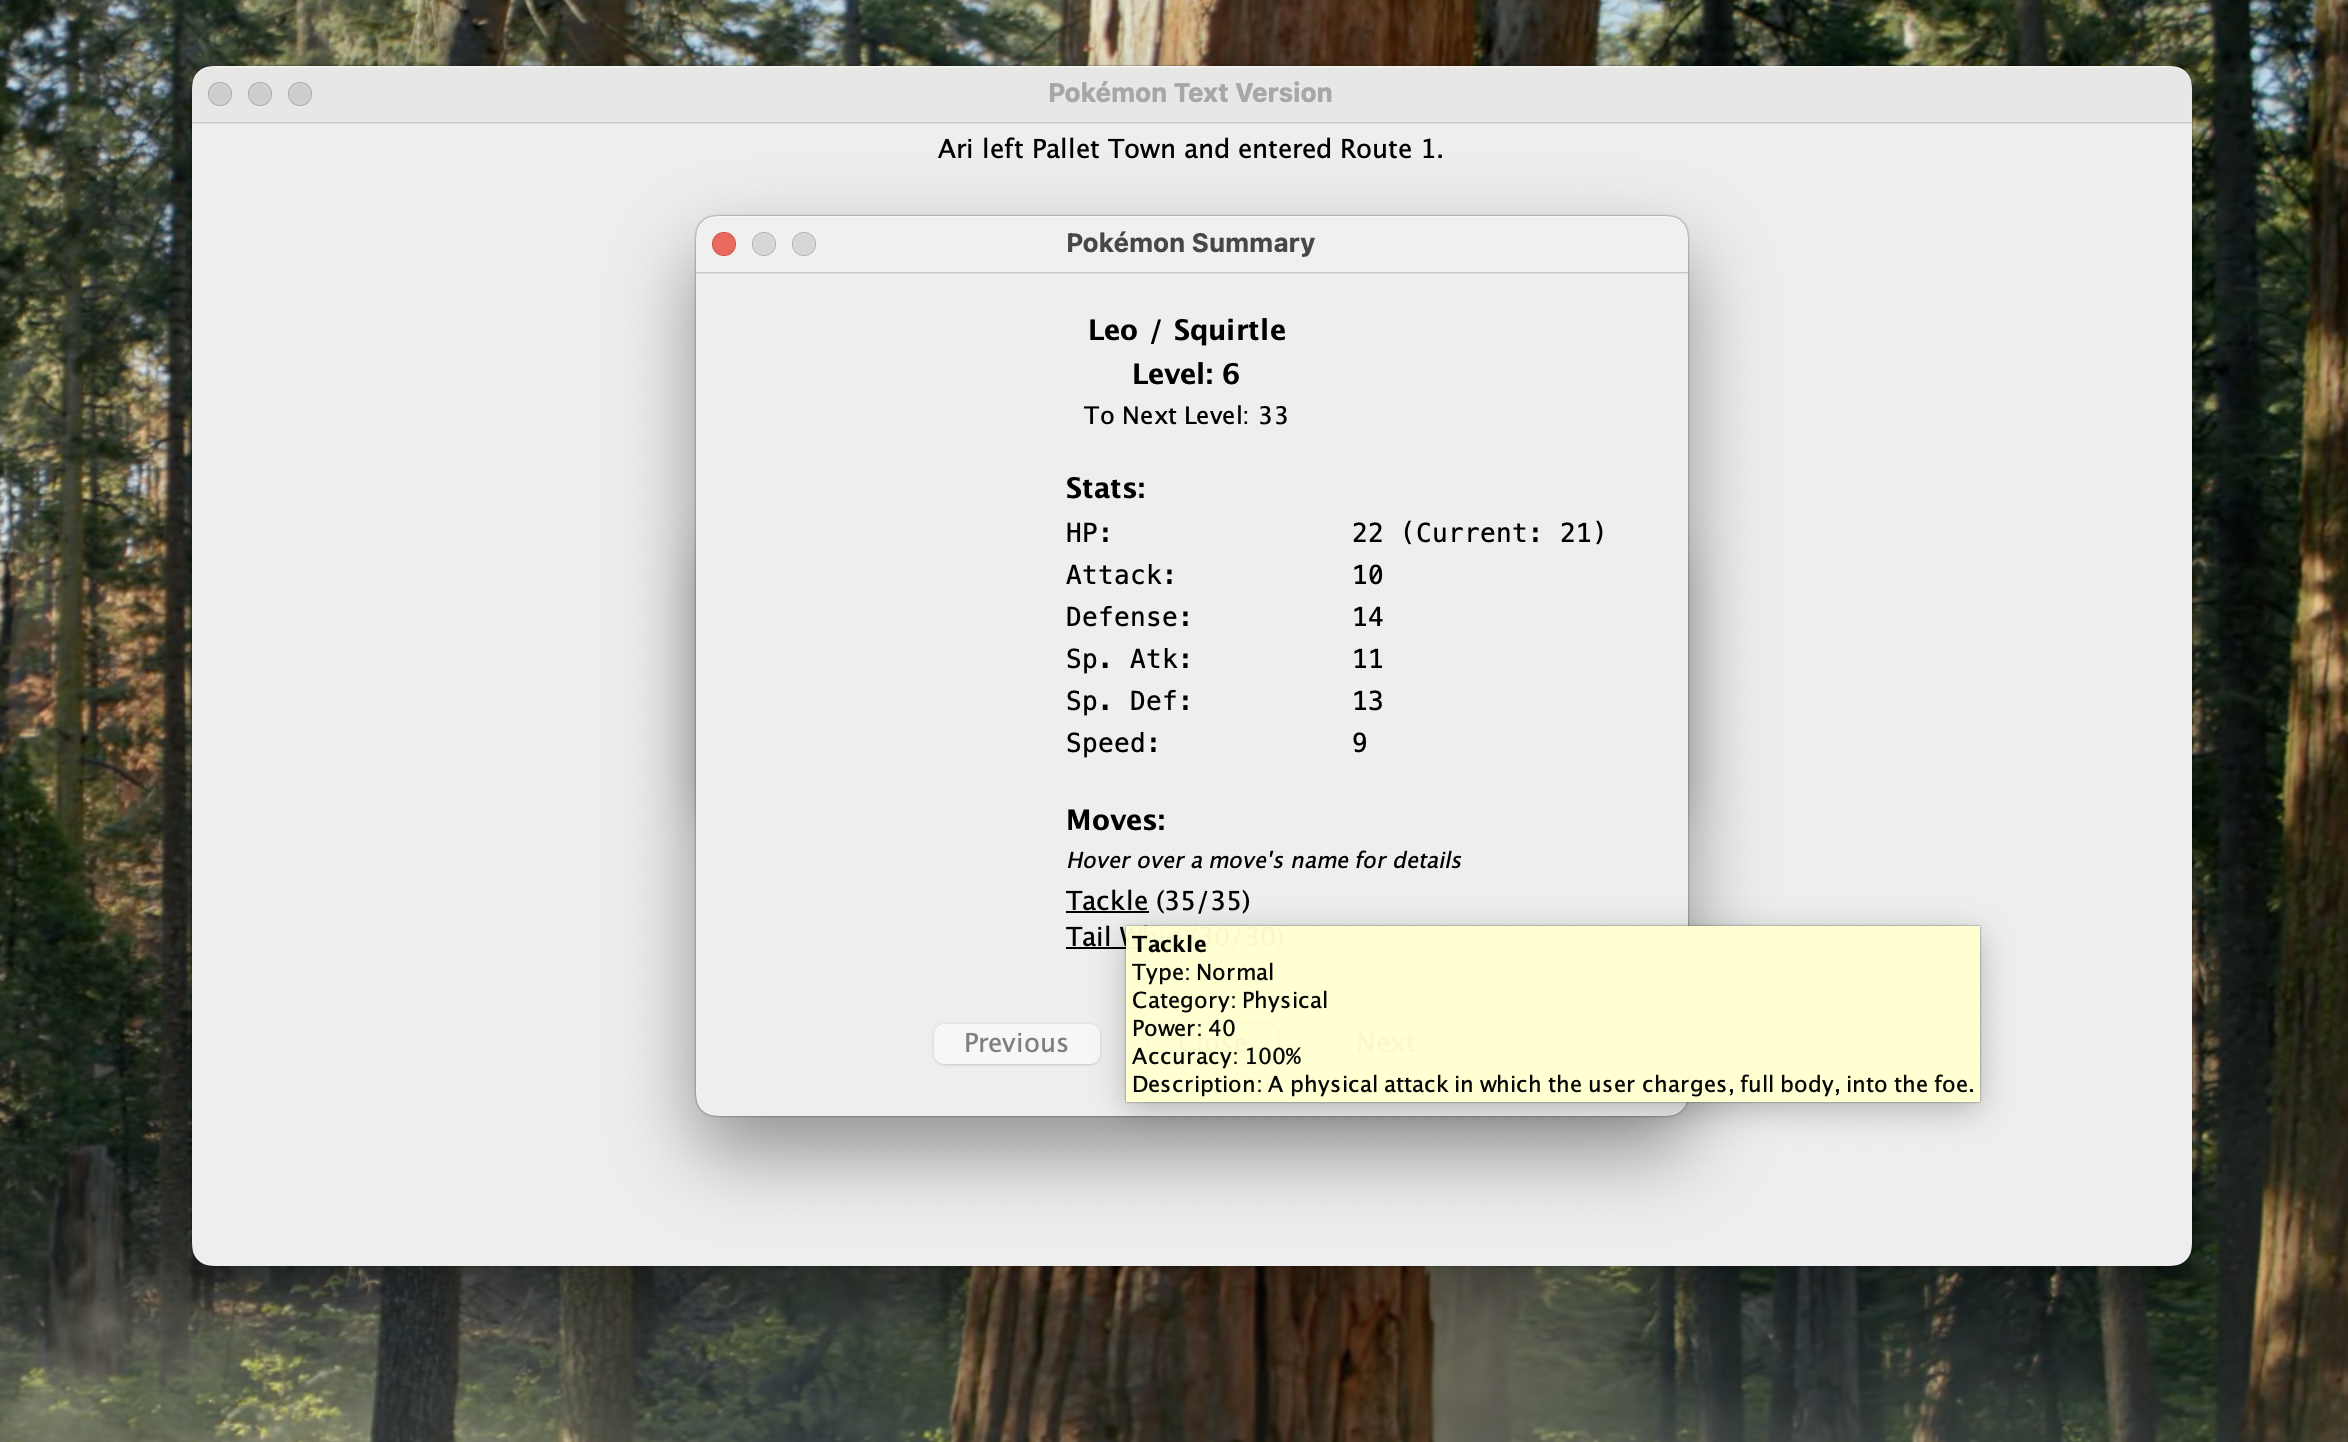 Pokémon Text Version
Ari left Pallet Town and entered Route 1.
Pokémon Summary
Leo / Squirtle
Level: 6
To Next Level: 33
Stats:
HP: 22 (Current: 21)
Attack: 10
Defense: 14
Sp. Atk: 11
Sp. Def: 13
Speed: 9
Moves:
Hover over a move's name for details
Tackle (35/35)
Tail Whip (30/30)
Tackle
Type: Normal
Category: Physical
Power: 40
Accuracy: 100%
Description: A physical attack in which the user charges, full body, into the foe.
Previous Close Next